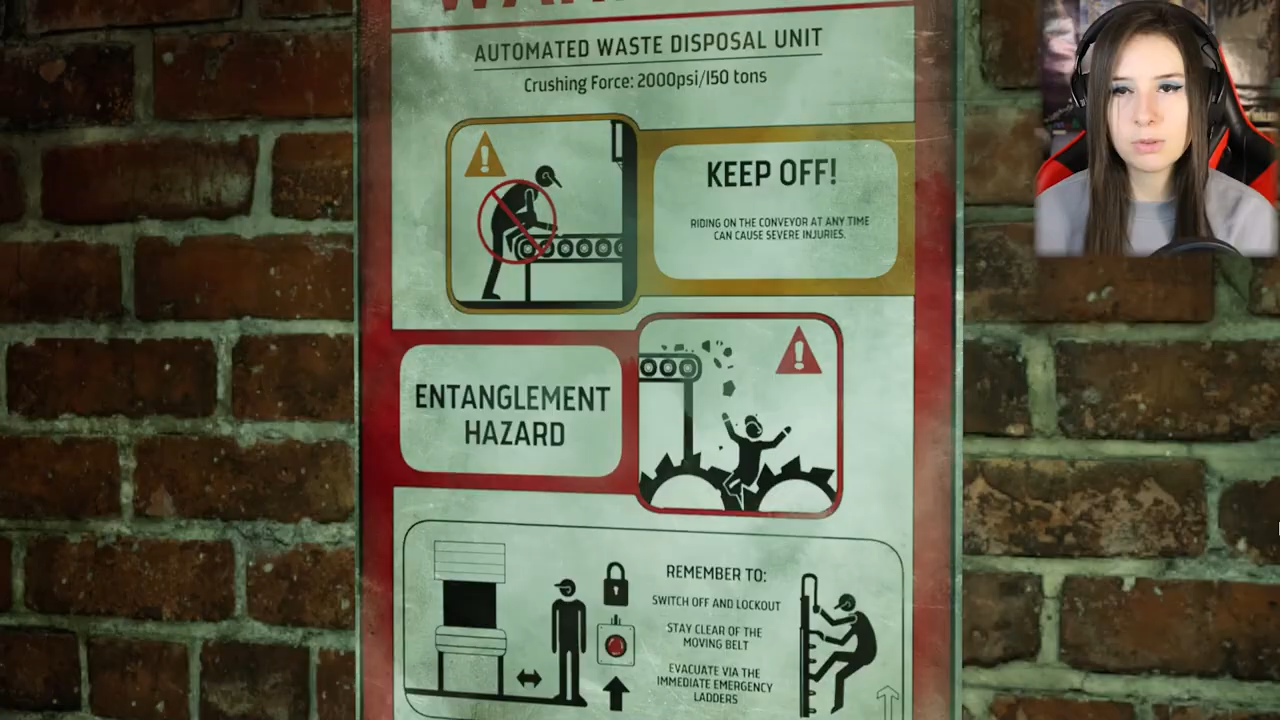 AUTOMATED WASTE DISPOSAL UNIT
Crushing Force: 2000psi/150 tons
KEEP OFF!
RIDING ON THE CONVEYOR AT ANY TIME
CAN CAUSE SEVERE INJURIES.
ENTANGLEMENT
HAZARD
REMEMBER TO:
SWITCH OFF AND LOCKOUT
STAY CLEAR OF THE
MOVING BELT
EVACUATE VIA THE
IMMEDIATE EMERGENCY
LADDERS